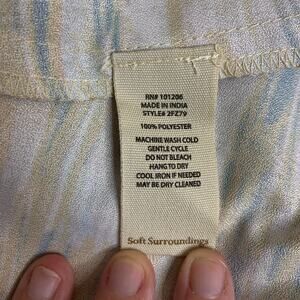 RN# 101206
MADE IN INDIA
STYLE# 2FZ79
100% POLYESTER
MACHINE WASH COLD
GENTLE CYCLE
DO NOT BLEACH
HANG TO DRY
COOL IRON IF NEEDED
MAY BE DRY CLEANED
Soft Surroundings